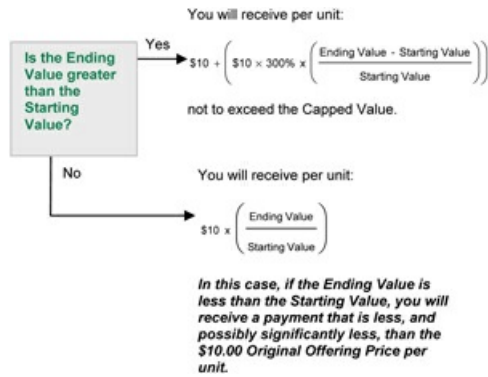 You will receive per unit:
Is the Ending
Value greater
than the
Starting
Value?
Yes
$10 + ( $10 × 300% x ( Ending Value - Starting Value
Starting Value ) )
not to exceed the Capped Value.
No
You will receive per unit:
$10 x ( Ending Value
Starting Value )
In this case, if the Ending Value is
less than the Starting Value, you will
receive a payment that is less, and
possibly significantly less, than the
$10.00 Original Offering Price per
unit.